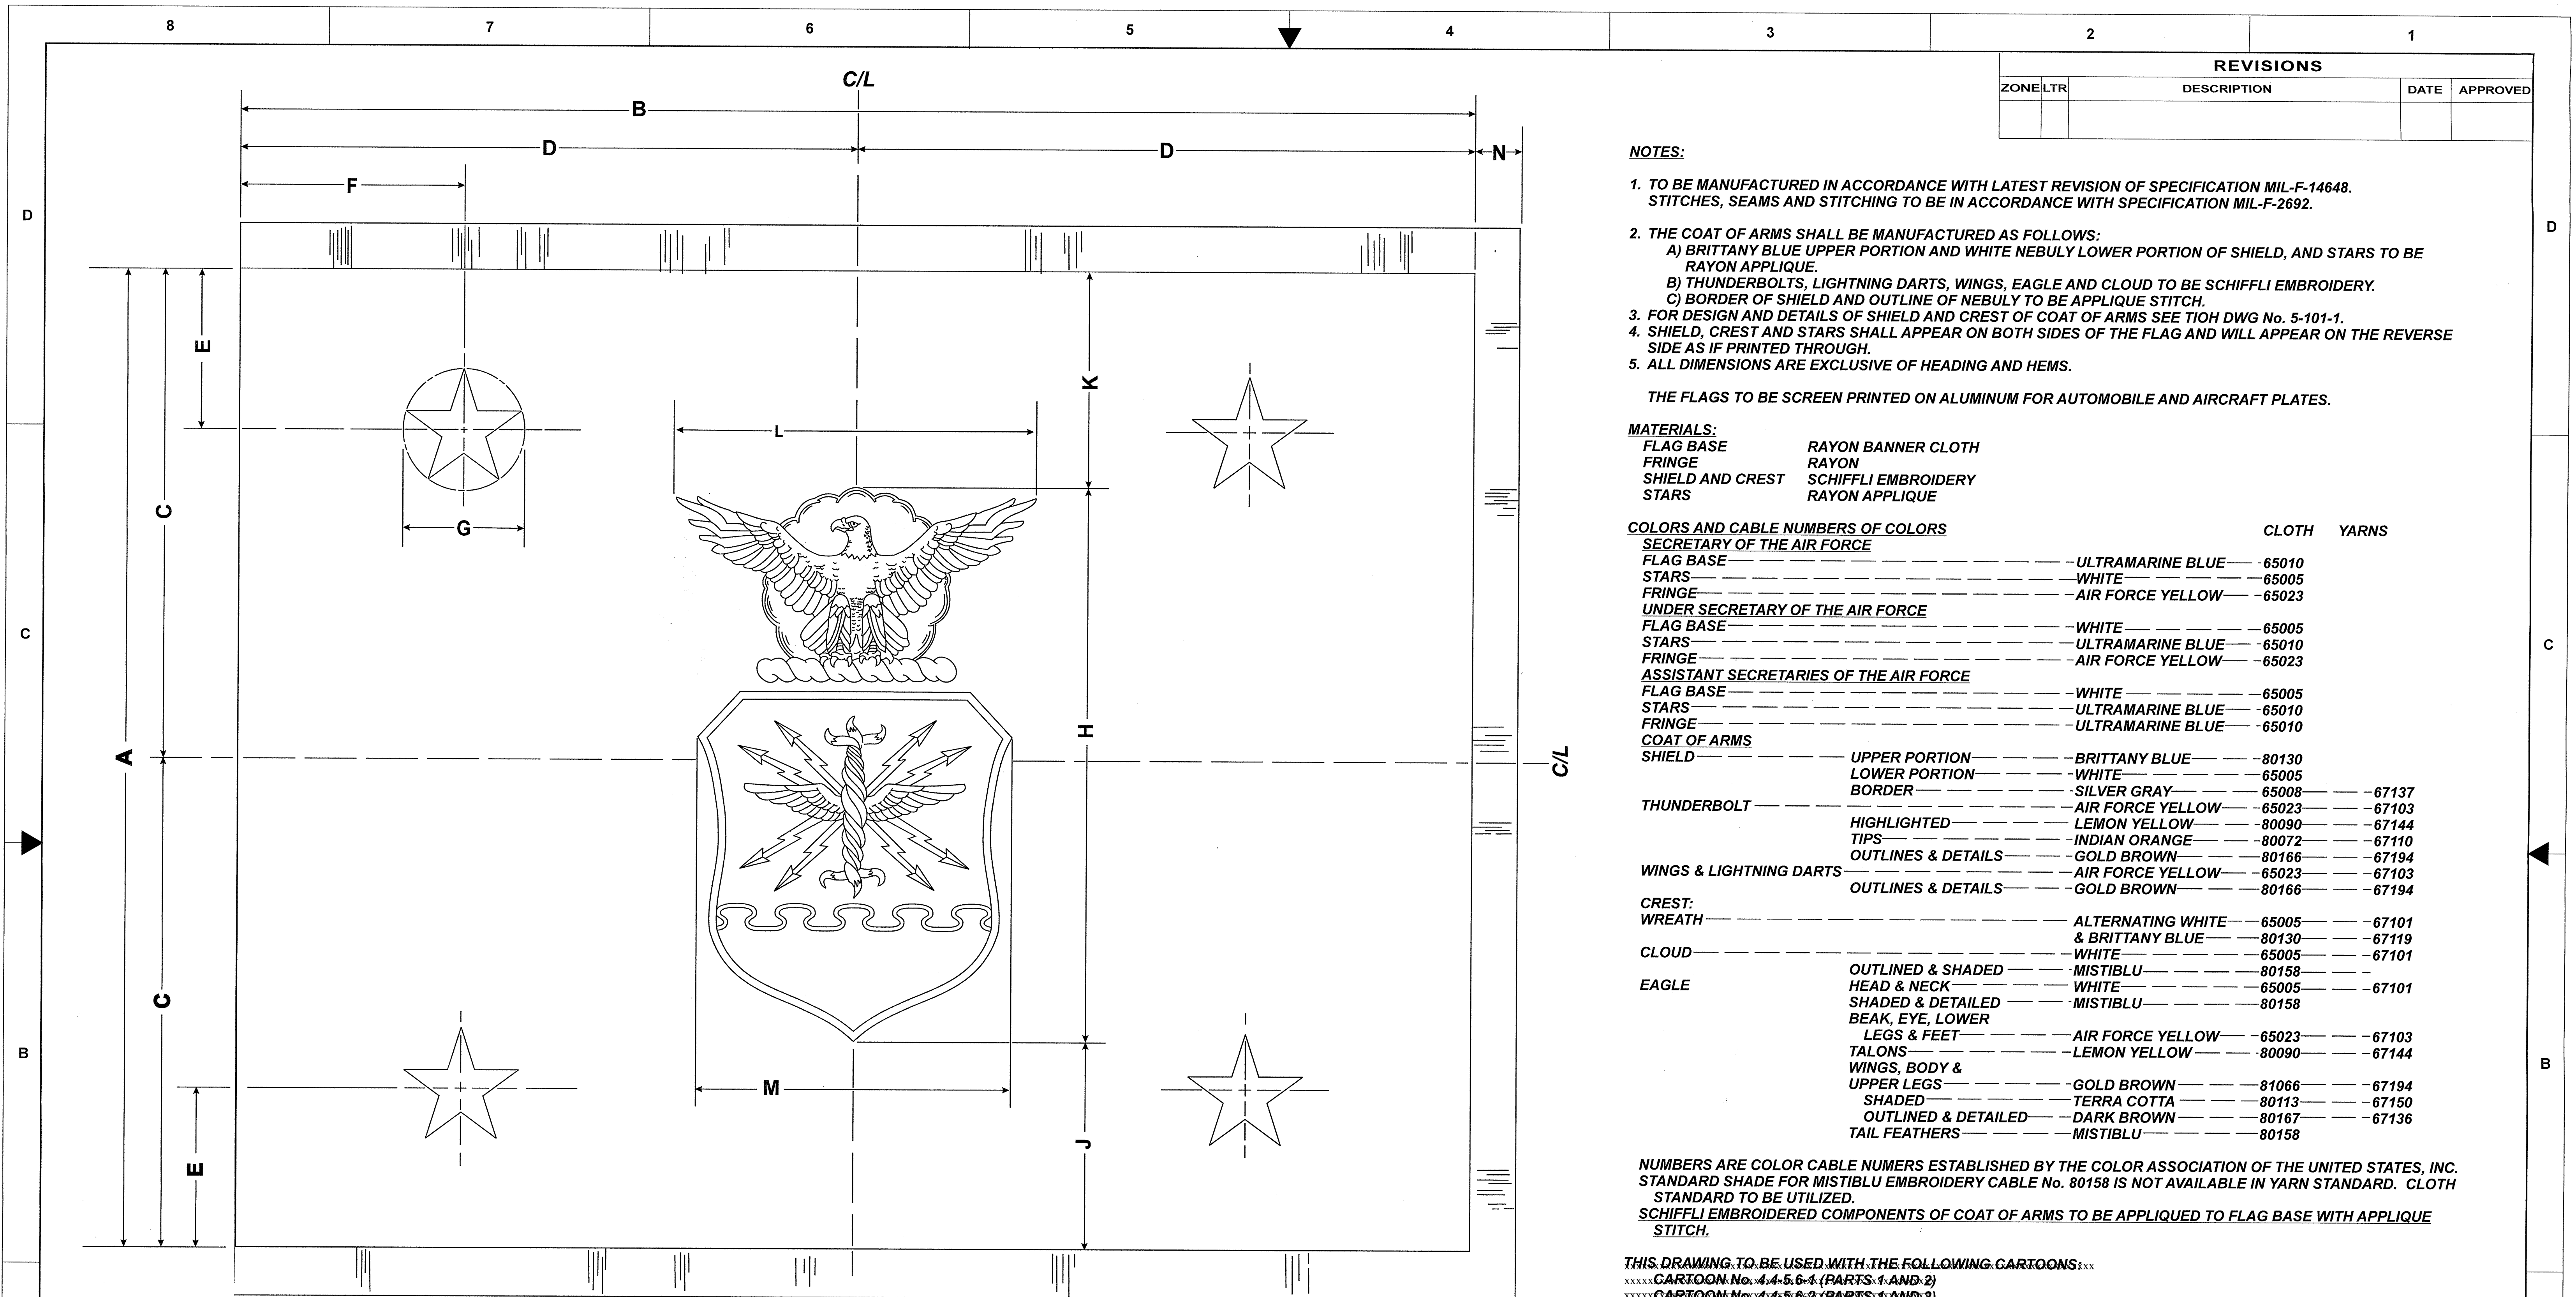 8 7 6 5 4 3 2 1
REVISIONS
ZONE LTR DESCRIPTION DATE APPROVED
C/L
B
D D N
F
D D
E
K
L
C
G
C C
H
A
C/L
M
C
J
B B
E
NOTES:
1. TO BE MANUFACTURED IN ACCORDANCE WITH LATEST REVISION OF SPECIFICATION MIL-F-14648.
STITCHES, SEAMS AND STITCHING TO BE IN ACCORDANCE WITH SPECIFICATION MIL-F-2692.
2. THE COAT OF ARMS SHALL BE MANUFACTURED AS FOLLOWS:
A) BRITTANY BLUE UPPER PORTION AND WHITE NEBULY LOWER PORTION OF SHIELD, AND STARS TO BE
RAYON APPLIQUE.
B) THUNDERBOLTS, LIGHTNING DARTS, WINGS, EAGLE AND CLOUD TO BE SCHIFFLI EMBROIDERY.
C) BORDER OF SHIELD AND OUTLINE OF NEBULY TO BE APPLIQUE STITCH.
3. FOR DESIGN AND DETAILS OF SHIELD AND CREST OF COAT OF ARMS SEE TIOH DWG No. 5-101-1.
4. SHIELD, CREST AND STARS SHALL APPEAR ON BOTH SIDES OF THE FLAG AND WILL APPEAR ON THE REVERSE
SIDE AS IF PRINTED THROUGH.
5. ALL DIMENSIONS ARE EXCLUSIVE OF HEADING AND HEMS.
THE FLAGS TO BE SCREEN PRINTED ON ALUMINUM FOR AUTOMOBILE AND AIRCRAFT PLATES.
MATERIALS:
FLAG BASE RAYON BANNER CLOTH
FRINGE RAYON
SHIELD AND CREST SCHIFFLI EMBROIDERY
STARS RAYON APPLIQUE
COLORS AND CABLE NUMBERS OF COLORS CLOTH YARNS
SECRETARY OF THE AIR FORCE
FLAG BASE ULTRAMARINE BLUE 65010
STARS WHITE 65005
FRINGE AIR FORCE YELLOW 65023
UNDER SECRETARY OF THE AIR FORCE
FLAG BASE WHITE 65005
STARS ULTRAMARINE BLUE 65010
FRINGE AIR FORCE YELLOW 65023
ASSISTANT SECRETARIES OF THE AIR FORCE
FLAG BASE WHITE 65005
STARS ULTRAMARINE BLUE 65010
FRINGE ULTRAMARINE BLUE 65010
COAT OF ARMS
SHIELD UPPER PORTION BRITTANY BLUE 80130
LOWER PORTION WHITE 65005
BORDER SILVER GRAY 65008 67137
THUNDERBOLT AIR FORCE YELLOW 65023 67103
HIGHLIGHTED LEMON YELLOW 80090 67144
TIPS INDIAN ORANGE 80072 67110
OUTLINES & DETAILS GOLD BROWN 80166 67194
WINGS & LIGHTNING DARTS AIR FORCE YELLOW 65023 67103
OUTLINES & DETAILS GOLD BROWN 80166 67194
CREST:
WREATH ALTERNATING WHITE 65005 67101
& BRITTANY BLUE 80130 67119
CLOUD WHITE 65005 67101
OUTLINED & SHADED MISTIBLU 80158
EAGLE HEAD & NECK WHITE 65005 67101
SHADED & DETAILED MISTIBLU 80158
BEAK, EYE, LOWER
LEGS & FEET AIR FORCE YELLOW 65023 67103
TALONS LEMON YELLOW 80090 67144
WINGS, BODY &
UPPER LEGS GOLD BROWN 81066 67194
SHADED TERRA COTTA 80113 67150
OUTLINED & DETAILED DARK BROWN 80167 67136
TAIL FEATHERS MISTIBLU 80158
NUMBERS ARE COLOR CABLE NUMERS ESTABLISHED BY THE COLOR ASSOCIATION OF THE UNITED STATES, INC.
STANDARD SHADE FOR MISTIBLU EMBROIDERY CABLE No. 80158 IS NOT AVAILABLE IN YARN STANDARD. CLOTH
STANDARD TO BE UTILIZED.
SCHIFFLI EMBROIDERED COMPONENTS OF COAT OF ARMS TO BE APPLIQUED TO FLAG BASE WITH APPLIQUE
STITCH.
THIS DRAWING TO BE USED WITH THE FOLLOWING CARTOONS:
CARTOON No. 4-4-5.6-1 (PARTS 1 AND 2)